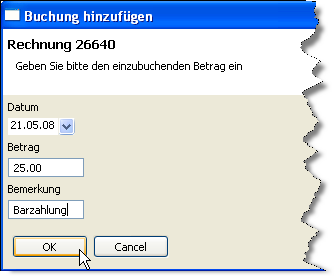 Buchung hinzufügen
Rechnung 26640
Geben Sie bitte den einzubuchenden Betrag ein
Datum
21.05.08
Betrag
25.00
Bemerkung
Barzahlung
OK Cancel